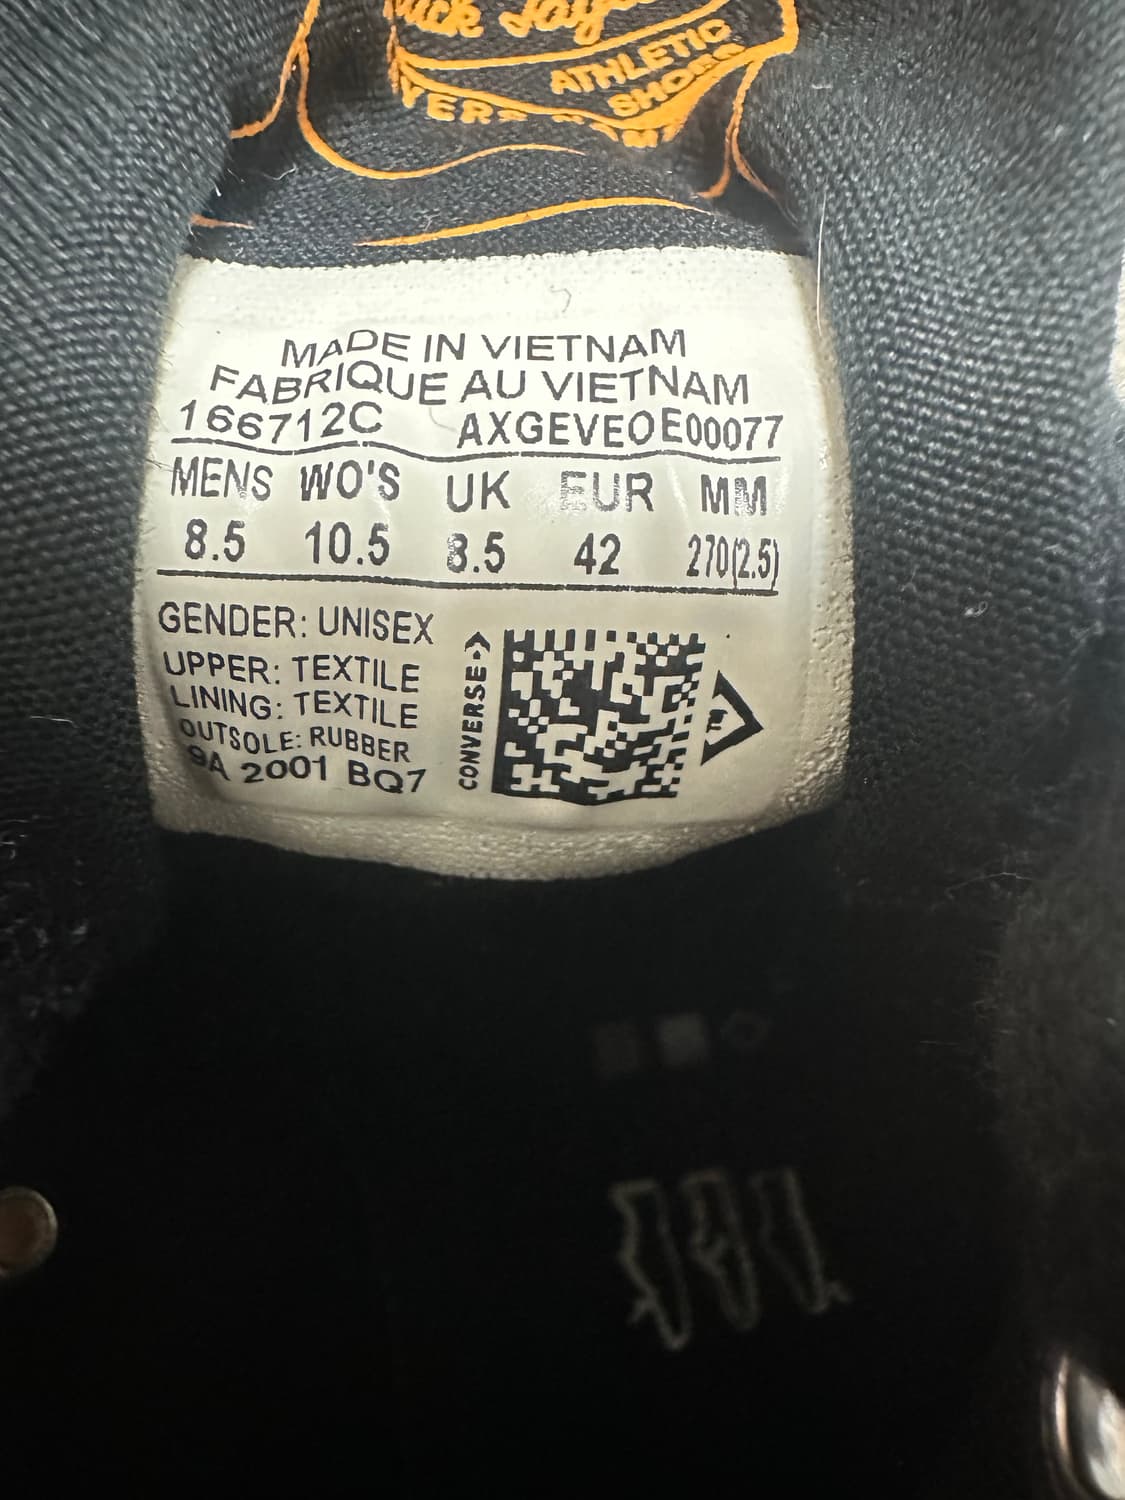 ATHLETIC
SHOES
MADE IN VIETNAM
FABRIQUE AU VIETNAM
166712C AXGEVEOE00077
MENS WO'S UK EUR MM
8.5 10.5 8.5 42 270(2.5)
GENDER: UNISEX
UPPER: TEXTILE
LINING: TEXTILE
OUTSOLE: RUBBER
9A 2001 BQ7
CONVERSE
TM